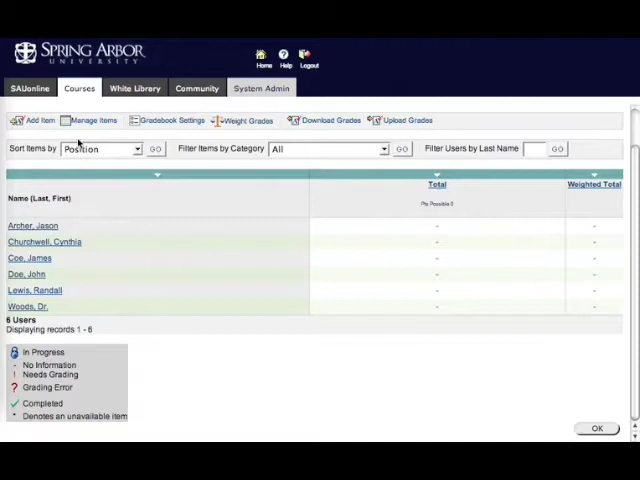 SPRING ARBOR
UNIVERSITY
Home Help Logout
SAUonline Courses White Library Community System Admin
Add Item Manage Items Gradebook Settings Weight Grades Download Grades Upload Grades
Sort Items by Position GO Filter Items by Category All GO Filter Users by Last Name GO
Name (Last, First) Total Weighted Total
Pts Possible 0
Archer, Jason - -
Churchwell, Cynthia - -
Coe, James - -
Doe, John - -
Lewis, Randall - -
Woods, Dr. - -
6 Users
Displaying records 1 - 6
In Progress
- No Information
! Needs Grading
? Grading Error
Completed
* Denotes an unavailable item
OK